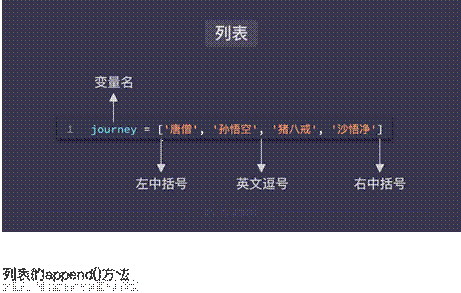 列表
变量名
1 journey = ['唐僧', '孙悟空', '猪八戒', '沙悟净']
左中括号 英文逗号 右中括号
列表的append()方法